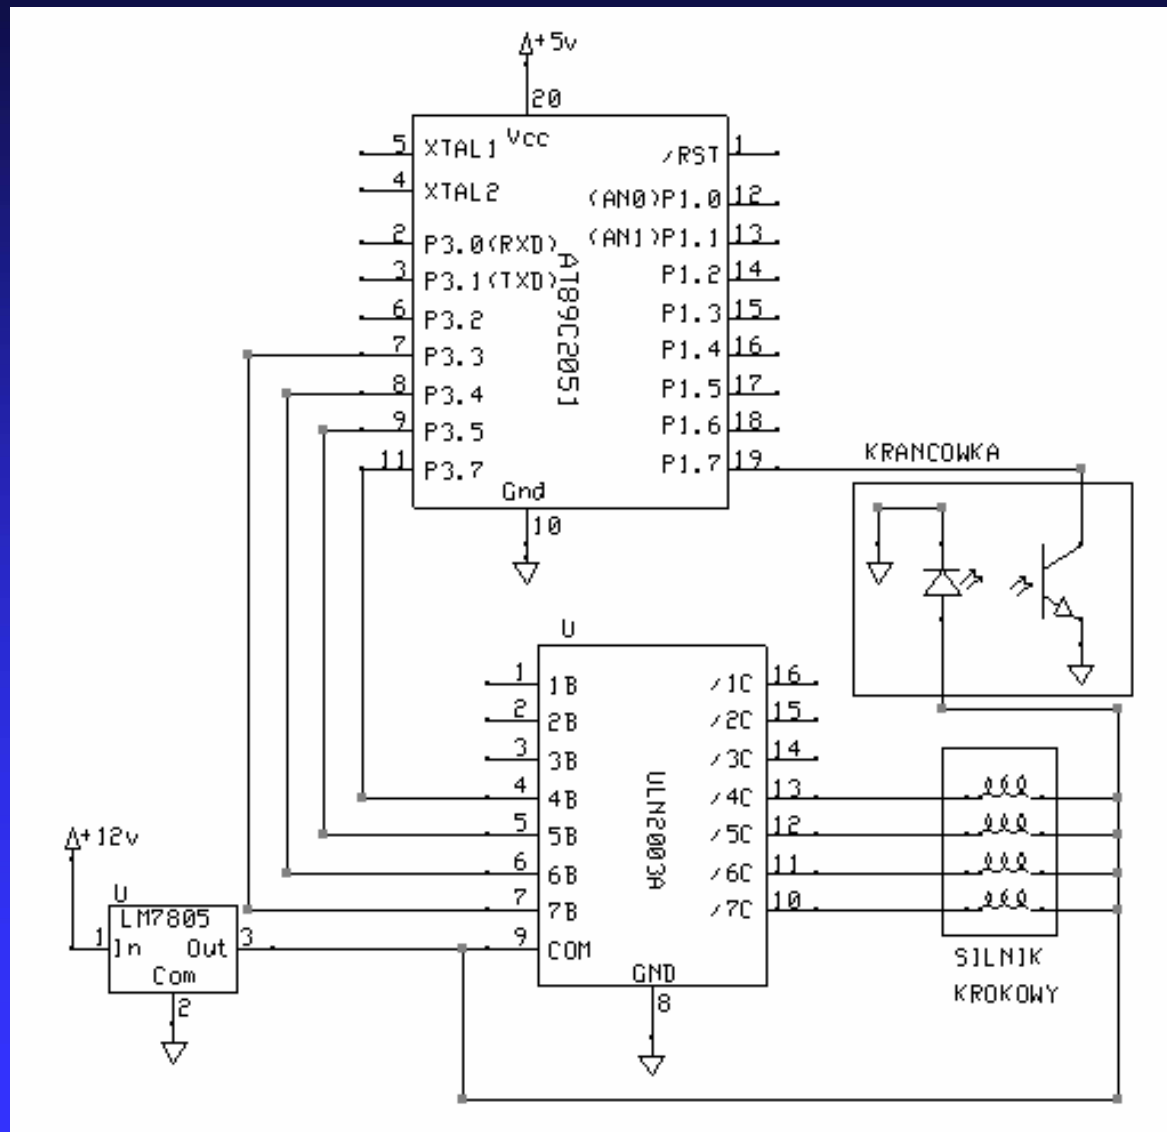 +5v
20
Vcc
5 XTAL1
4 XTAL2
2 P3.0(RXD)
3 P3.1(TXD)
6 P3.2
7 P3.3
8 P3.4
9 P3.5
11 P3.7
/RST 1
(AN0)P1.0 12
(AN1)P1.1 13
P1.2 14
P1.3 15
P1.4 16
P1.5 17
P1.6 18
P1.7 19
AT89C2051
Gnd
10
KRANCOWKA
U
1 1B
2 2B
3 3B
4 4B
5 5B
6 6B
7 7B
9 COM
/1C 16
/2C 15
/3C 14
/4C 13
/5C 12
/6C 11
/7C 10
ULN2003A
GND
8
+12v
U
LM7805
1 In Out 3
Com
2
SILNIK
KROKOWY